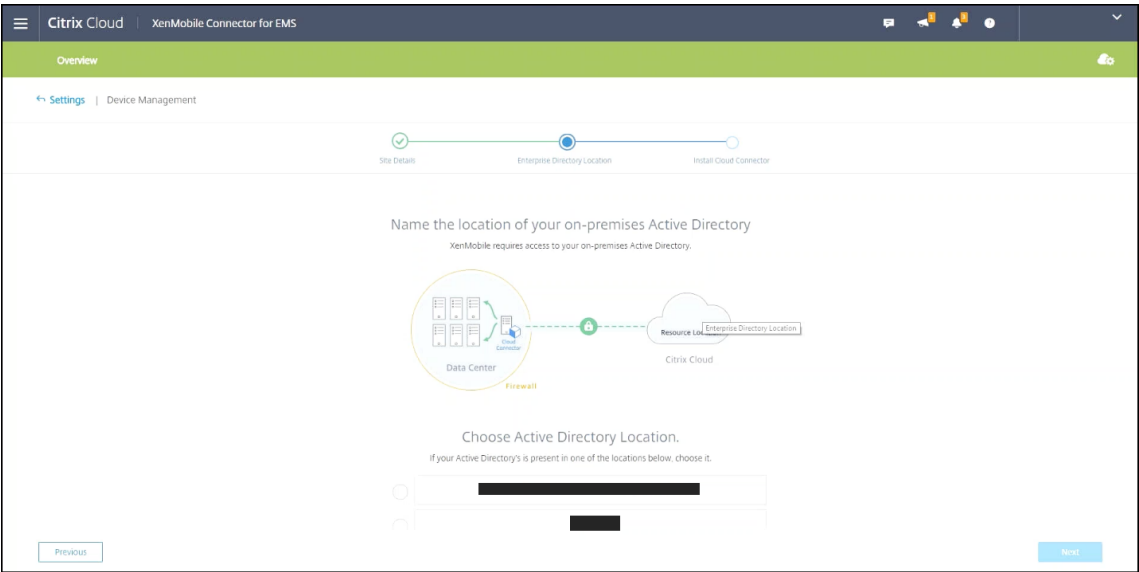 Citrix Cloud | XenMobile Connector for EMS
Overview
Settings | Device Management
Site Details
Enterprise Directory Location
Install Cloud Connector
Name the location of your on-premises Active Directory
XenMobile requires access to your on-premises Active Directory.
Cloud
Connector
Resource Lo
Enterprise Directory Location
Data Center
Citrix Cloud
Firewall
Choose Active Directory Location.
If your Active Directory's is present in one of the locations below, choose it.
Previous
Next